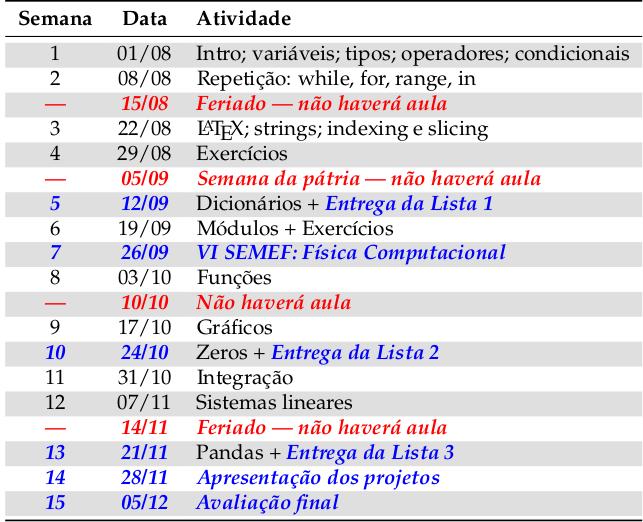 Semana Data Atividade
1 01/08 Intro; variáveis; tipos; operadores; condicionais
2 08/08 Repetição: while, for, range, in
— 15/08 Feriado — não haverá aula
3 22/08 LATEX; strings; indexing e slicing
4 29/08 Exercícios
— 05/09 Semana da pátria — não haverá aula
5 12/09 Dicionários + Entrega da Lista 1
6 19/09 Módulos + Exercícios
7 26/09 VI SEMEF: Física Computacional
8 03/10 Funções
— 10/10 Não haverá aula
9 17/10 Gráficos
10 24/10 Zeros + Entrega da Lista 2
11 31/10 Integração
12 07/11 Sistemas lineares
— 14/11 Feriado — não haverá aula
13 21/11 Pandas + Entrega da Lista 3
14 28/11 Apresentação dos projetos
15 05/12 Avaliação final